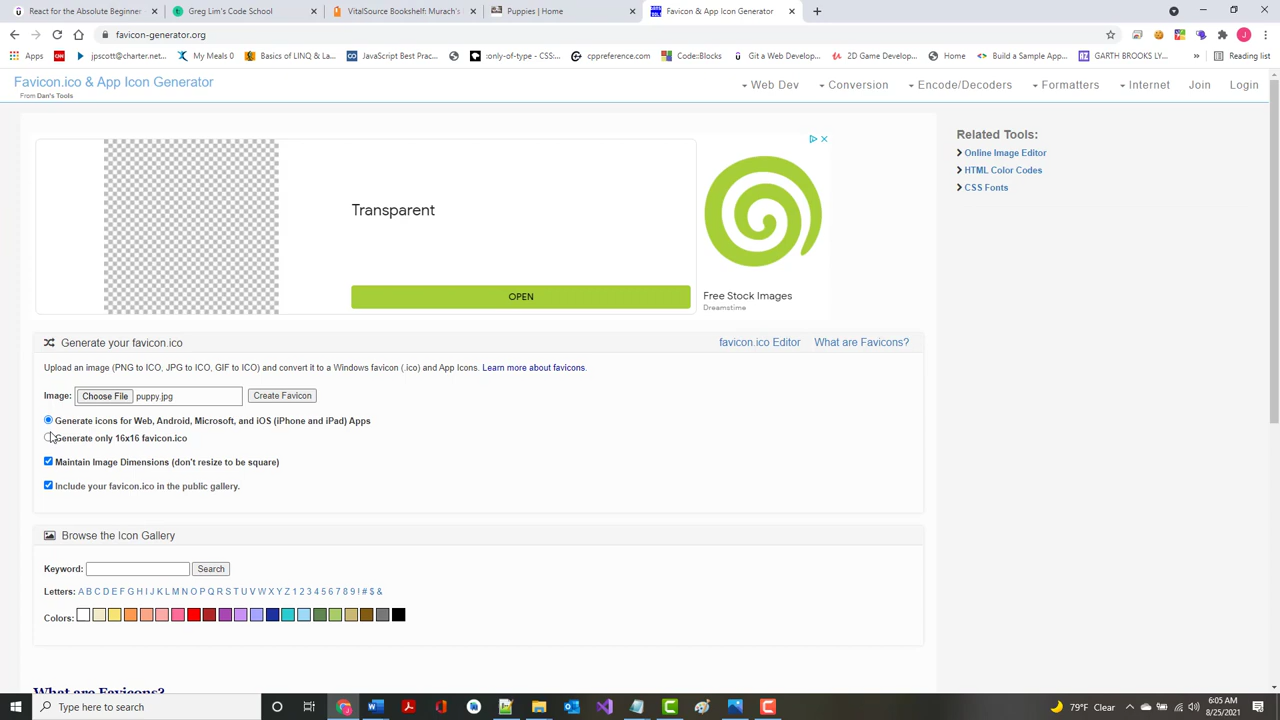 React for the Absolute Beginner
Greg Lim's Code School
VitalSource Bookshelf: Murach's
Puppies | Home
Favicon & App Icon Generator
favicon-generator.org
Apps
jpscott@charter.net...
My Meals 0
Basics of LINQ & La...
JavaScript Best Prac...
:only-of-type - CSS:...
cppreference.com
Code::Blocks
Git a Web Develop...
2D Game Develop...
Home
Build a Sample App...
GARTH BROOKS LY...
»
Reading list
Favicon.ico & App Icon Generator
From Dan's Tools
Web Dev
Conversion
Encode/Decoders
Formatters
Internet
Join
Login
Transparent
OPEN
Free Stock Images
Dreamstime
Related Tools:
Online Image Editor
HTML Color Codes
CSS Fonts
Generate your favicon.ico
favicon.ico Editor
What are Favicons?
Upload an image (PNG to ICO, JPG to ICO, GIF to ICO) and convert it to a Windows favicon (.ico) and App Icons. Learn more about favicons.
Image: Choose File puppy.jpg Create Favicon
Generate icons for Web, Android, Microsoft, and iOS (iPhone and iPad) Apps
Generate only 16x16 favicon.ico
Maintain Image Dimensions (don't resize to be square)
Include your favicon.ico in the public gallery.
Browse the Icon Gallery
Keyword: Search
Letters: A B C D E F G H I J K L M N O P Q R S T U V W X Y Z 1 2 3 4 5 6 7 8 9 ! # $ &
Colors:
What are Favicons?
Type here to search
79°F Clear
6:05 AM
8/25/2021